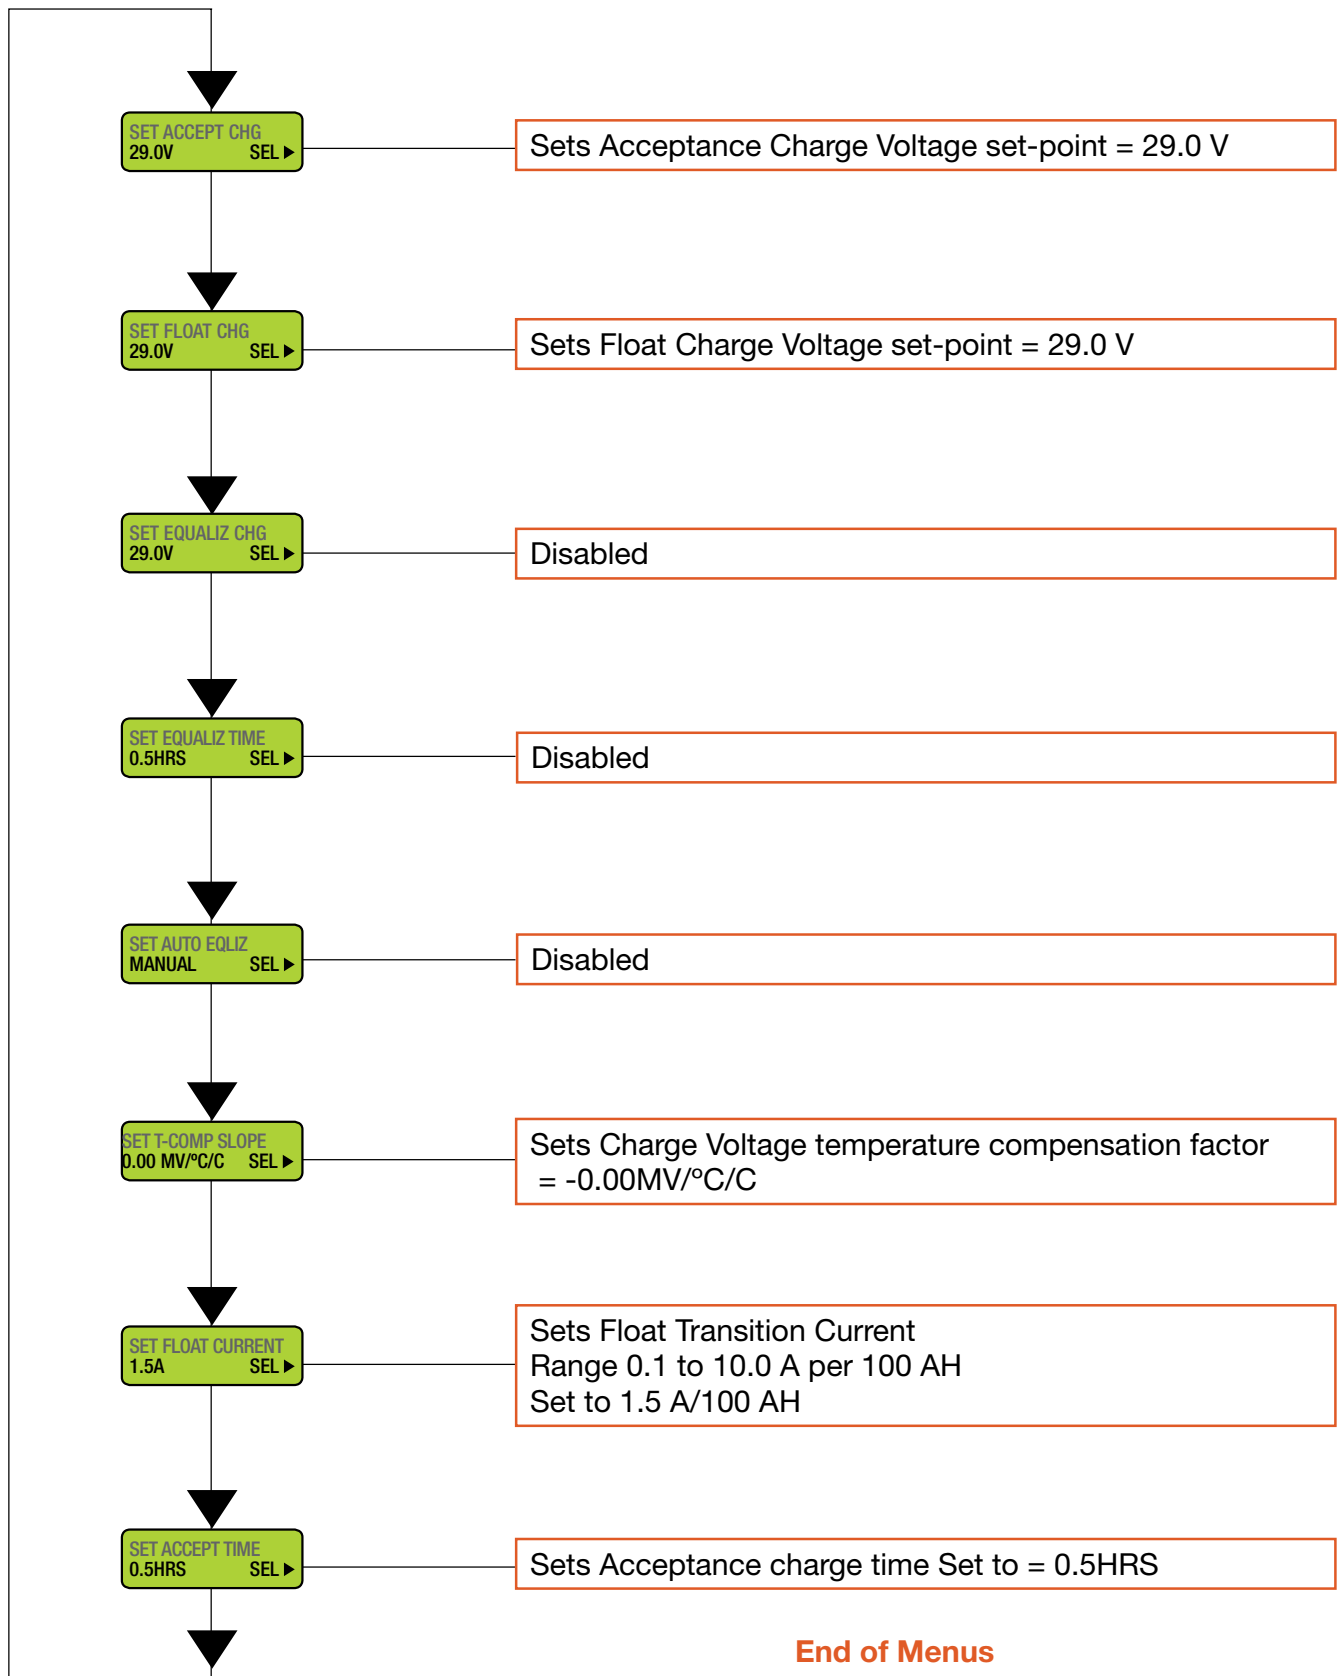 SET ACCEPT CHG
29.0V SEL ▶
Sets Acceptance Charge Voltage set-point = 29.0 V
SET FLOAT CHG
29.0V SEL ▶
Sets Float Charge Voltage set-point = 29.0 V
SET EQUALIZ CHG
29.0V SEL ▶
Disabled
SET EQUALIZ TIME
0.5HRS SEL ▶
Disabled
SET AUTO EQLIZ
MANUAL SEL ▶
Disabled
SET T-COMP SLOPE
0.00 MV/ºC/C SEL ▶
Sets Charge Voltage temperature compensation factor
= -0.00MV/ºC/C
SET FLOAT CURRENT
1.5A SEL ▶
Sets Float Transition Current
Range 0.1 to 10.0 A per 100 AH
Set to 1.5 A/100 AH
SET ACCEPT TIME
0.5HRS SEL ▶
Sets Acceptance charge time Set to = 0.5HRS
End of Menus